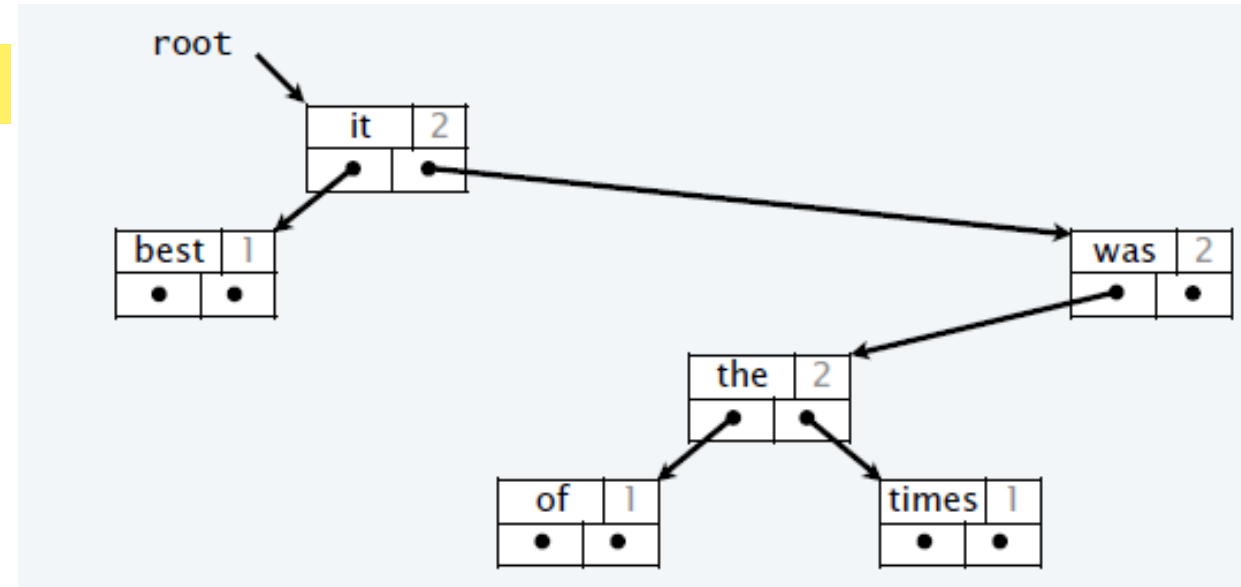 root
it 2
best 1
was 2
the 2
of 1
times 1